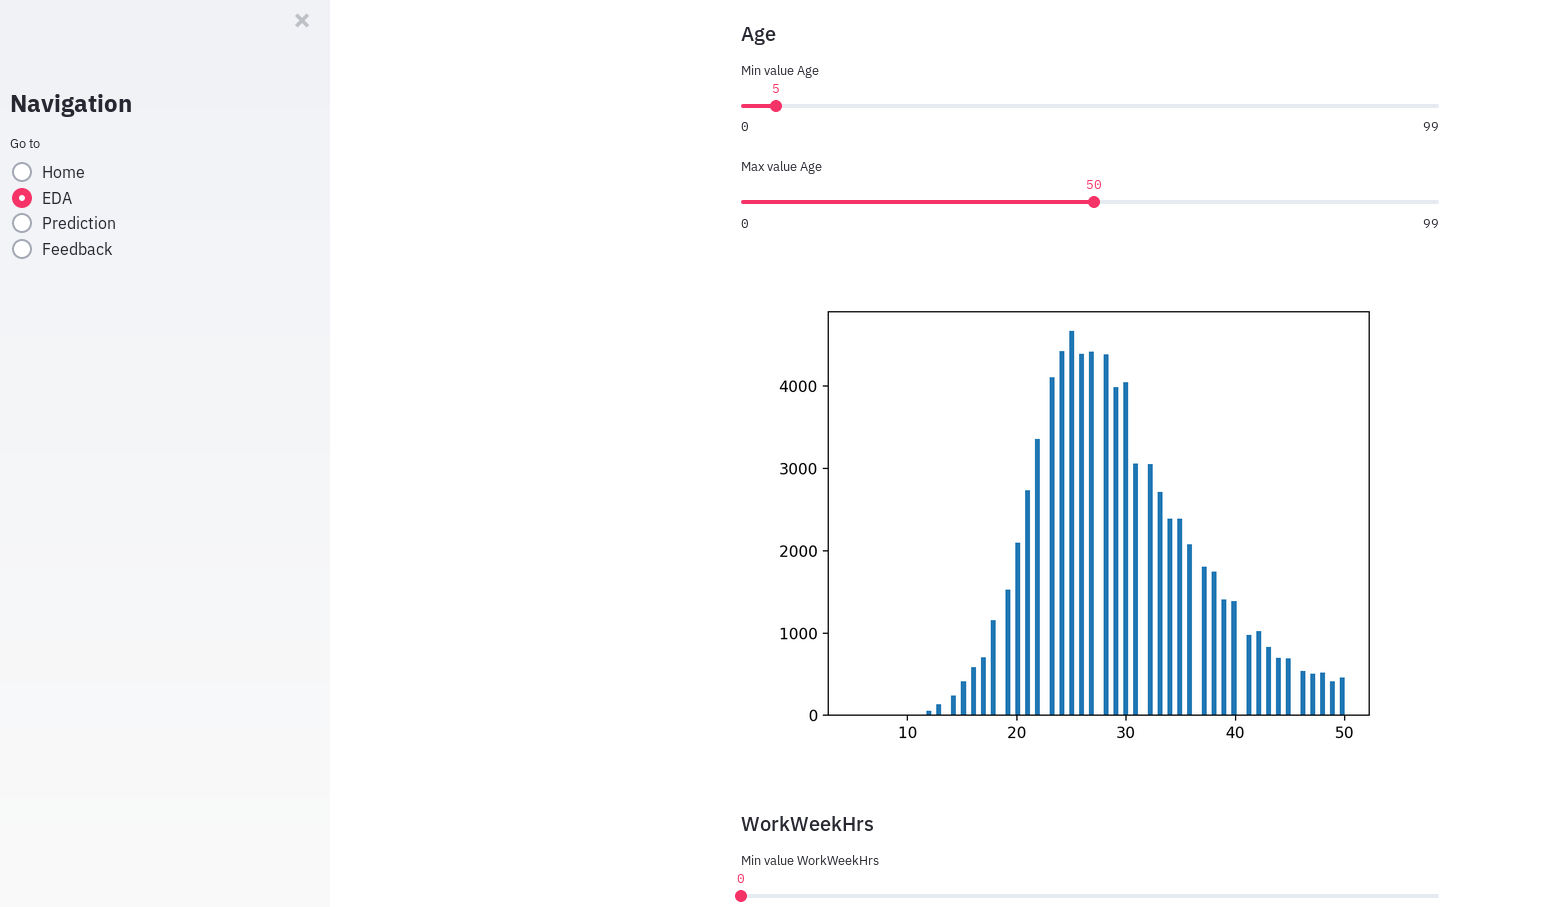 ×
Navigation
Go to
Home
EDA
Prediction
Feedback
Age
Min value Age
5
0 99
Max value Age
50
0 99
4000
3000
2000
1000
0
10 20 30 40 50
WorkWeekHrs
Min value WorkWeekHrs
0